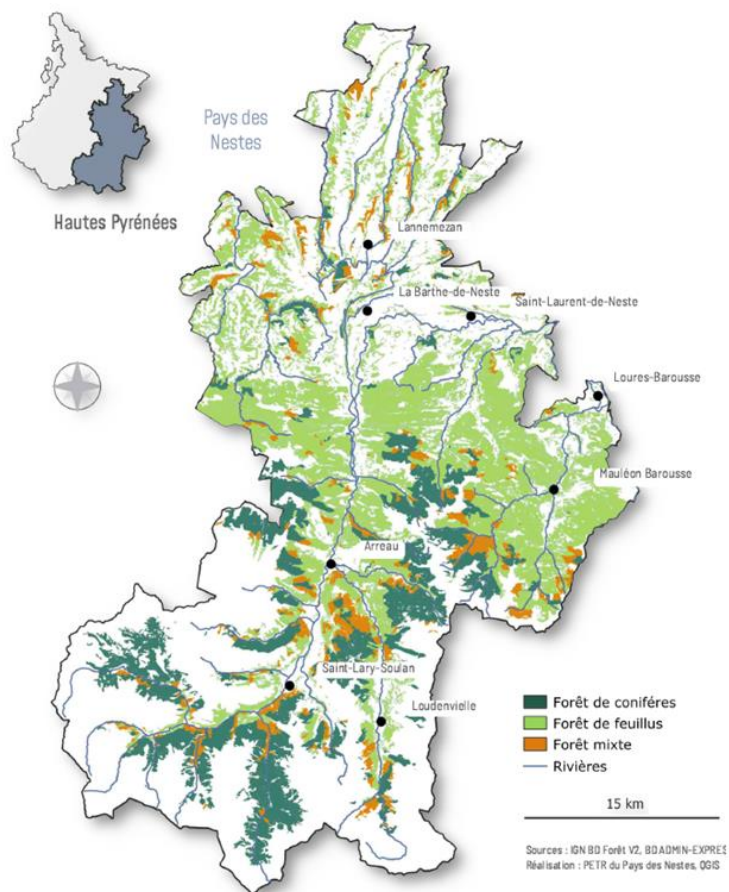 Pays des
Nestes
Hautes Pyrénées
Lannemezan
La Barthe-de-Neste
Saint-Laurent-de-Neste
Loures-Barousse
Mauléon Barousse
Arreau
Saint-Lary-Soulan
Loudenvielle
Forêt de conifères
Forêt de feuillus
Forêt mixte
Rivières
15 km
Sources : IGN BD Forêt V2, BD ADMIN-EXPRES
Réalisation : PETR du Pays des Nestes, QGIS